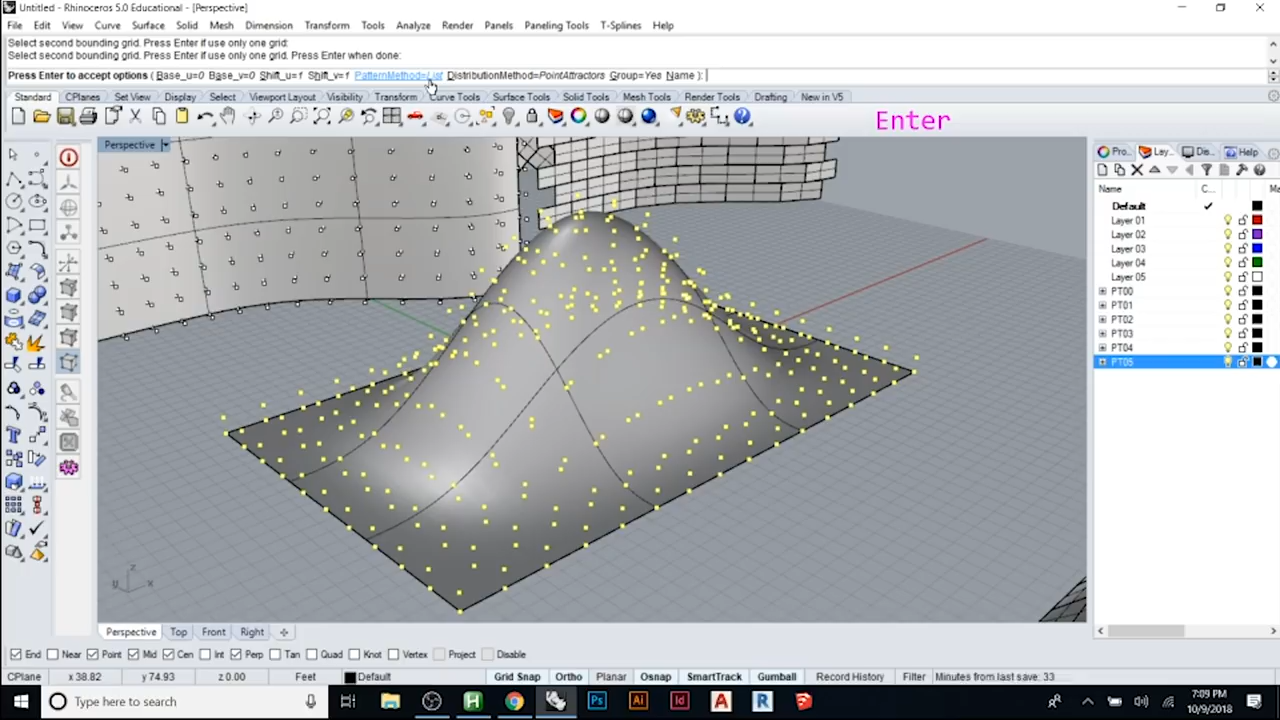 Untitled - Rhinoceros 5.0 Educational - [Perspective]
File Edit View Curve Surface Solid Mesh Dimension Transform Tools Analyze Render Panels Paneling Tools T-Splines Help
Select second bounding grid. Press Enter if use only one grid:
Select second bounding grid. Press Enter if use only one grid. Press Enter when done:
Press Enter to accept options ( Base_u=0 Base_v=0 Shift_u=1 Shift_v=1 PatternMethod=List DistributionMethod=PointAttractors Group=Yes Name ):
Standard CPlanes Set View Display Select Viewport Layout Visibility Transform Curve Tools Surface Tools Solid Tools Mesh Tools Render Tools Drafting New in V5
Enter
Perspective
Pro... Lay... Dis... Help
Name C... Ma
Default
Layer 01
Layer 02
Layer 03
Layer 04
Layer 05
PT00
PT01
PT02
PT03
PT04
PT05
Perspective Top Front Right
End Near Point Mid Cen Int Perp Tan Quad Knot Vertex Project Disable
CPlane x 38.82 y 74.93 z 0.00 Feet Default Grid Snap Ortho Planar Osnap SmartTrack Gumball Record History Filter Minutes from last save: 33
Type here to search
7:09 PM
10/9/2018